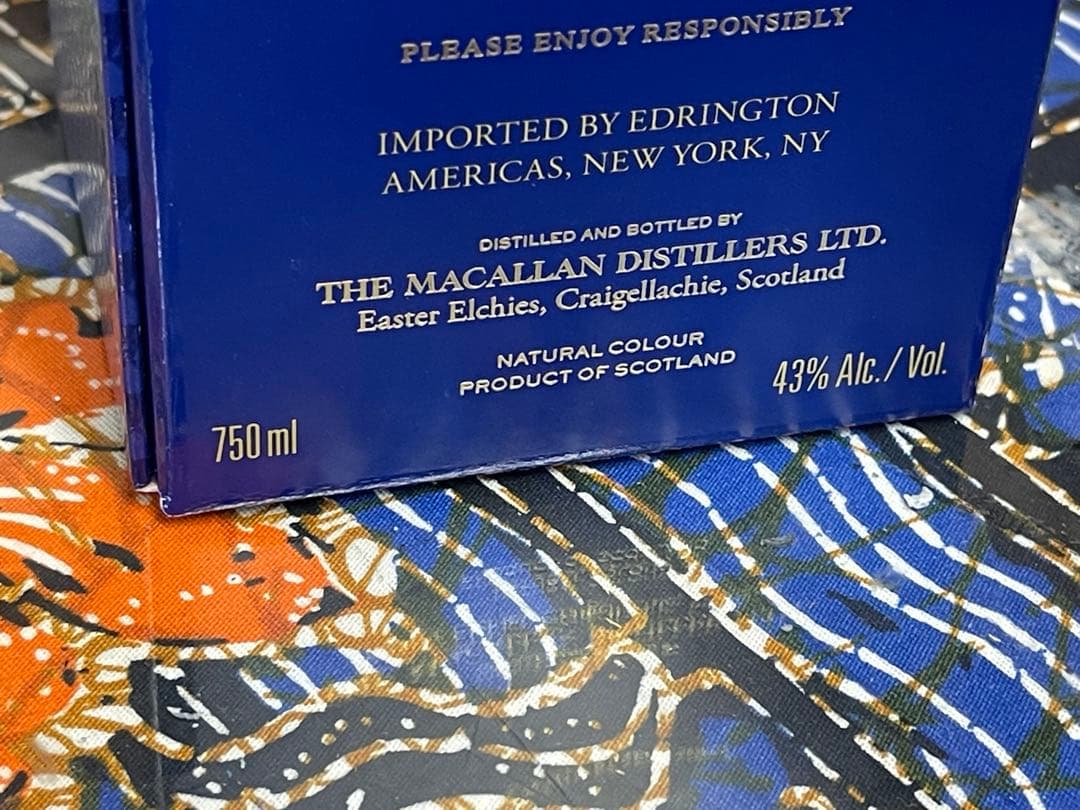 PLEASE ENJOY RESPONSIBLY
IMPORTED BY EDRINGTON
AMERICAS, NEW YORK, NY
DISTILLED AND BOTTLED BY
THE MACALLAN DISTILLERS LTD.
Easter Elchies, Craigellachie, Scotland
NATURAL COLOUR
PRODUCT OF SCOTLAND
43% Alc./Vol.
750 ml